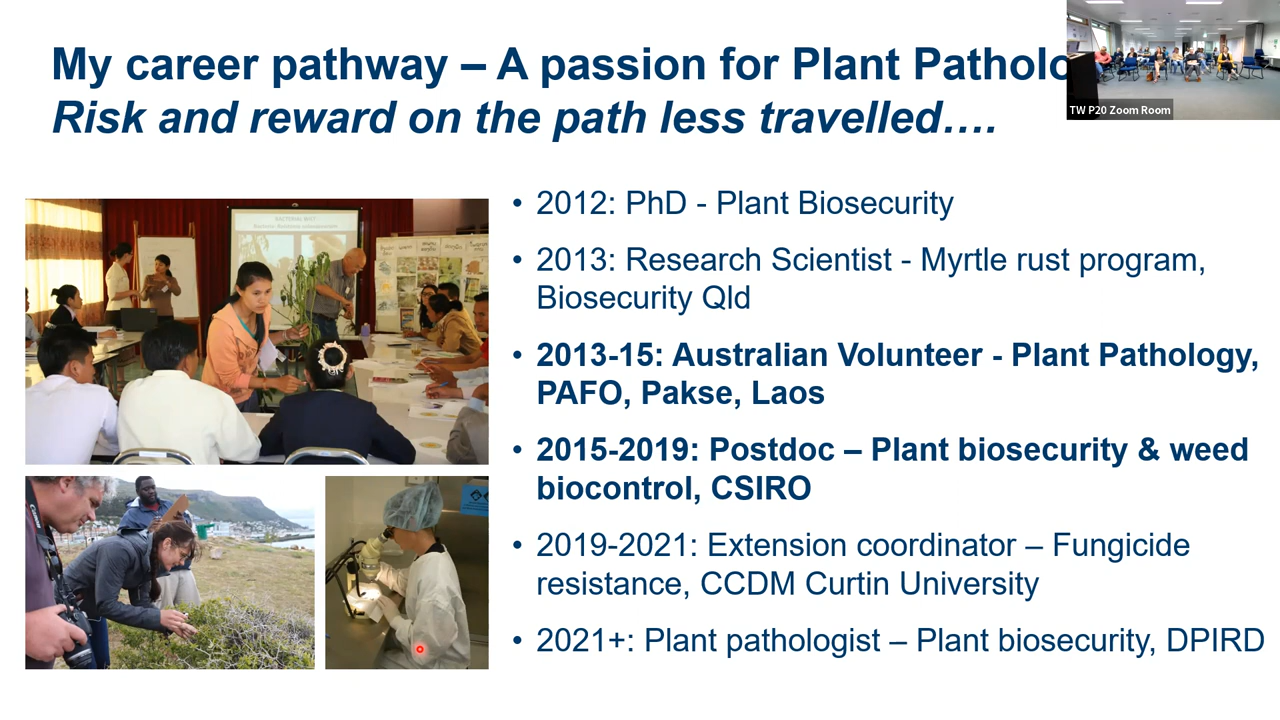 My career pathway – A passion for Plant Patholo
TW P20 Zoom Room
Risk and reward on the path less travelled….
• 2012: PhD - Plant Biosecurity
• 2013: Research Scientist - Myrtle rust program,
Biosecurity Qld
• 2013-15: Australian Volunteer - Plant Pathology,
PAFO, Pakse, Laos
• 2015-2019: Postdoc – Plant biosecurity & weed
biocontrol, CSIRO
• 2019-2021: Extension coordinator – Fungicide
resistance, CCDM Curtin University
• 2021+: Plant pathologist – Plant biosecurity, DPIRD
BACTERIAL WILT
Canon